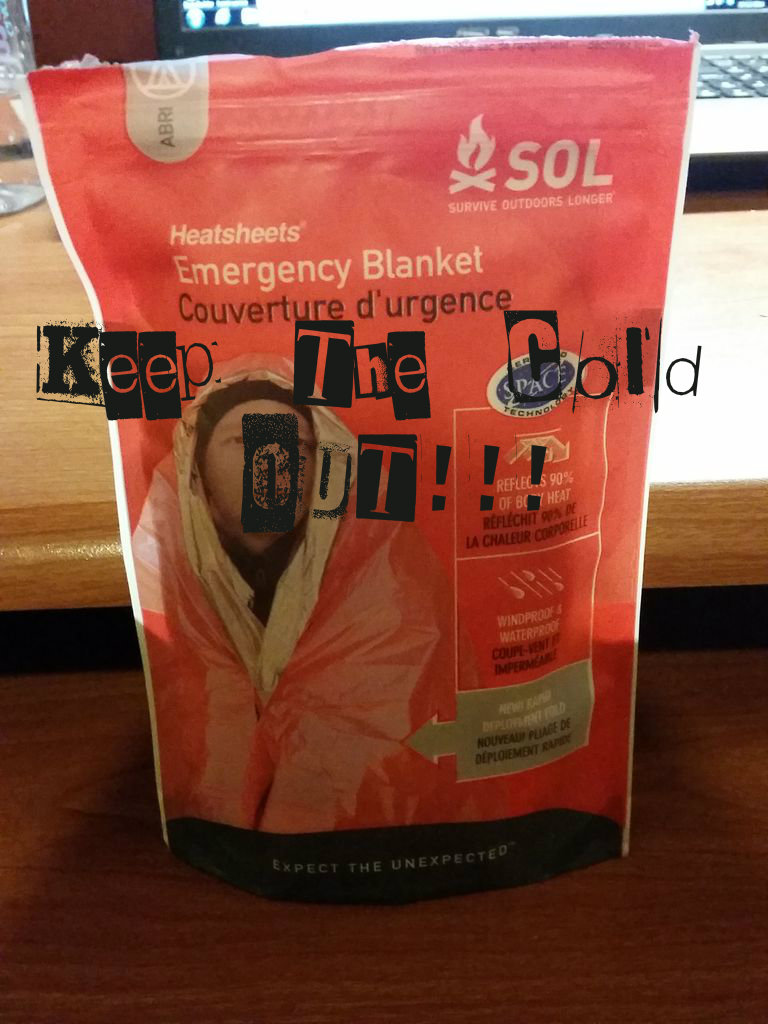 ABRI
SOL
SURVIVE OUTDOORS LONGER
Heatsheets®
Emergency Blanket
Couverture d'urgence
Keep The Cold
OUT!!!
SPACE
TECHNOLOGY
REFLECTS 90%
OF BODY HEAT
RÉFLÉCHIT 90% DE
LA CHALEUR CORPORELLE
WINDPROOF &
WATERPROOF
COUPE-VENT ET
IMPERMÉABLE
NEW! RAPID
DEPLOYMENT FOLD
NOUVEAU! PLIAGE DE
DÉPLOIEMENT RAPIDE
EXPECT THE UNEXPECTED™